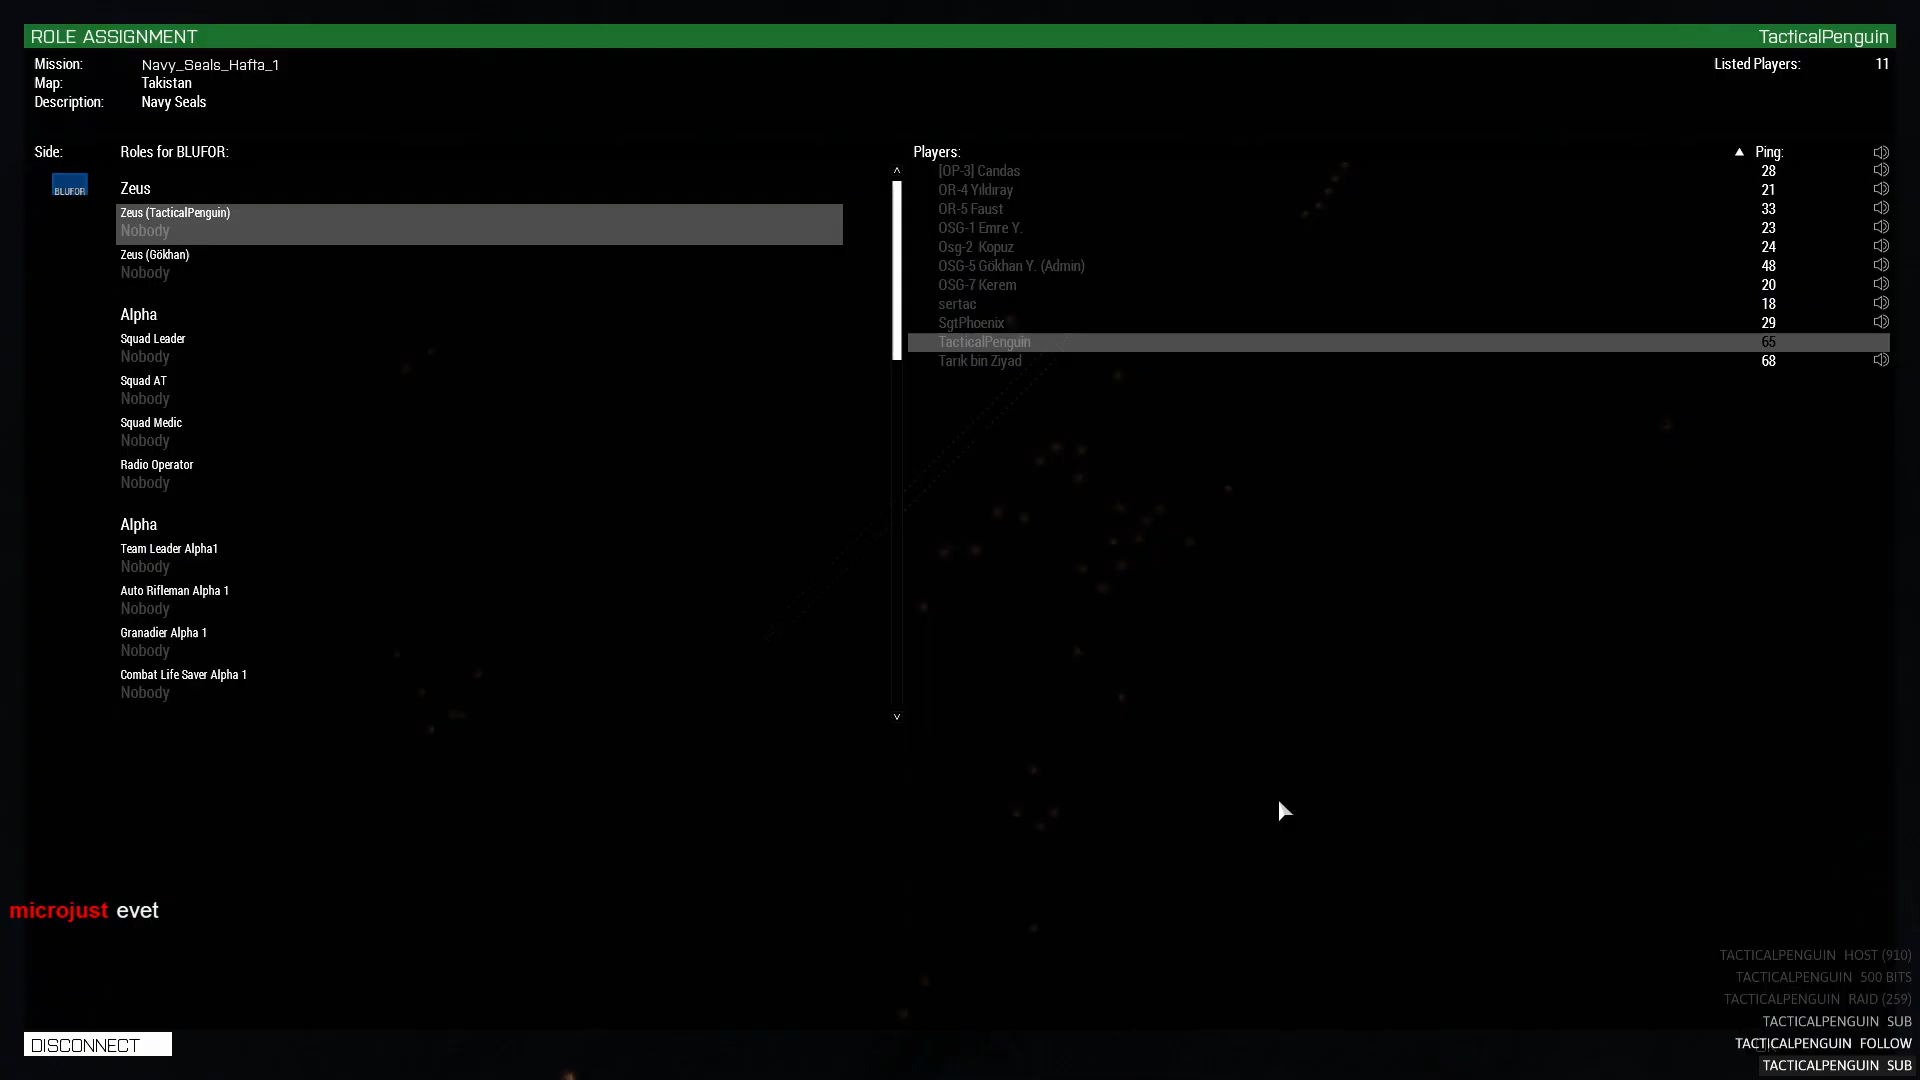 ROLE ASSIGNMENT
TacticalPenguin
Mission: Navy_Seals_Hafta_1
Listed Players: 11
Map: Takistan
Description: Navy Seals
Side:
BLUFOR
Roles for BLUFOR:
Zeus
Zeus (TacticalPenguin)
Nobody
Zeus (Gökhan)
Nobody
Alpha
Squad Leader
Nobody
Squad AT
Nobody
Squad Medic
Nobody
Radio Operator
Nobody
Alpha
Team Leader Alpha1
Nobody
Auto Rifleman Alpha 1
Nobody
Granadier Alpha 1
Nobody
Combat Life Saver Alpha 1
Nobody
Players: ▲ Ping:
[OP-3] Candas 28
OR-4 Yıldıray 21
OR-5 Faust 33
OSG-1 Emre Y. 23
Osg-2 Kopuz 24
OSG-5 Gökhan Y. (Admin) 48
OSG-7 Kerem 20
sertac 18
SgtPhoenix 29
TacticalPenguin 65
Tarık bin Ziyad 68
microjust evet
TACTICALPENGUIN HOST (910)
TACTICALPENGUIN 500 BITS
TACTICALPENGUIN RAID (259)
TACTICALPENGUIN SUB
TACTICALPENGUIN FOLLOW
TACTICALPENGUIN SUB
DISCONNECT